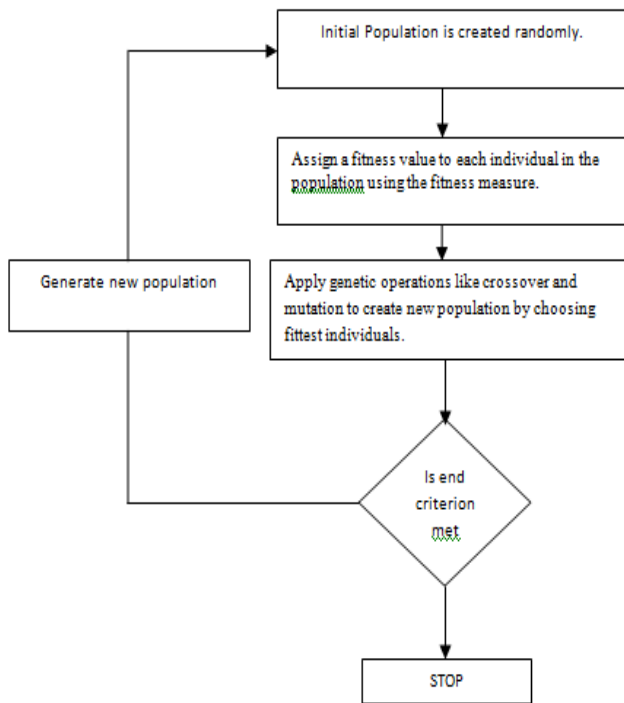 Initial Population is created randomly.
Assign a fitness value to each individual in the
population using the fitness measure.
Generate new population
Apply genetic operations like crossover and
mutation to create new population by choosing
fittest individuals.
Is end
criterion
met
STOP